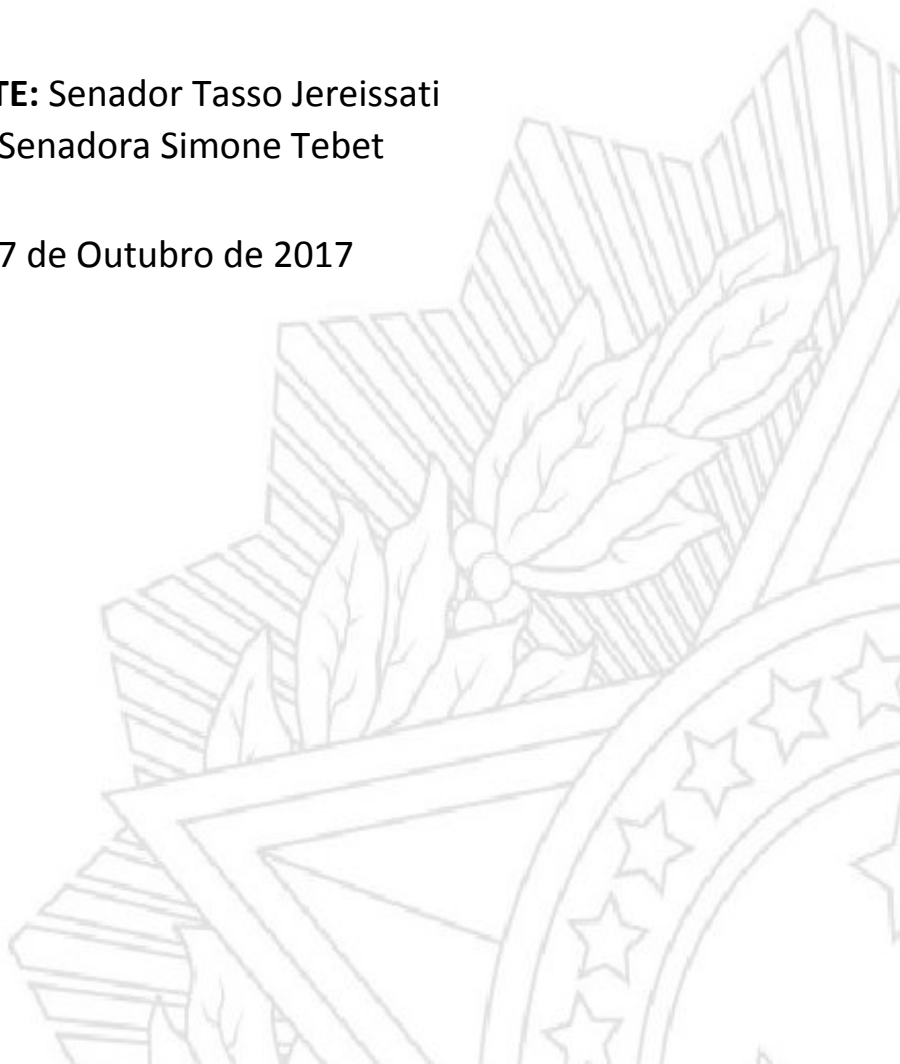 TE: Senador Tasso Jereissati
Senadora Simone Tebet
7 de Outubro de 2017